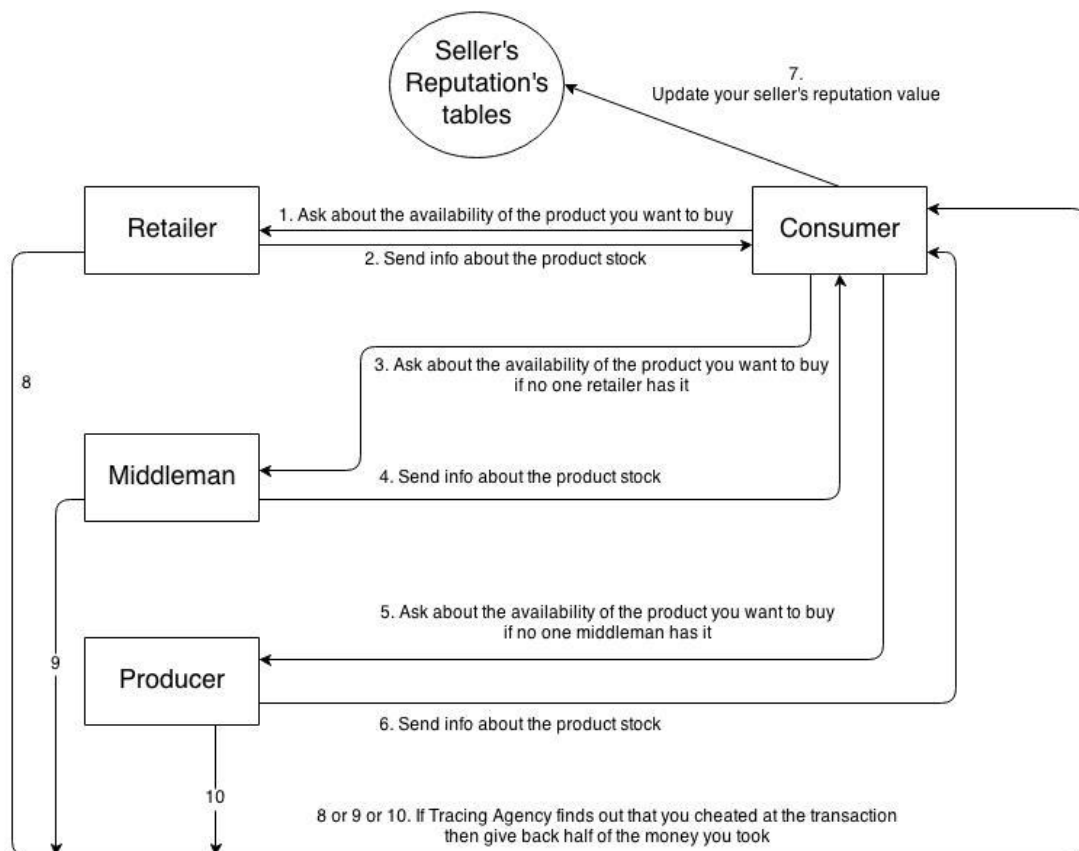 Seller's
Reputation's
tables
7.
Update your seller's reputation value
Retailer
1. Ask about the availability of the product you want to buy
Consumer
2. Send info about the product stock
3. Ask about the availability of the product you want to buy
if no one retailer has it
8
Middleman
4. Send info about the product stock
5. Ask about the availability of the product you want to buy
if no one middleman has it
9
Producer
6. Send info about the product stock
10
8 or 9 or 10. If Tracing Agency finds out that you cheated at the transaction
then give back half of the money you took